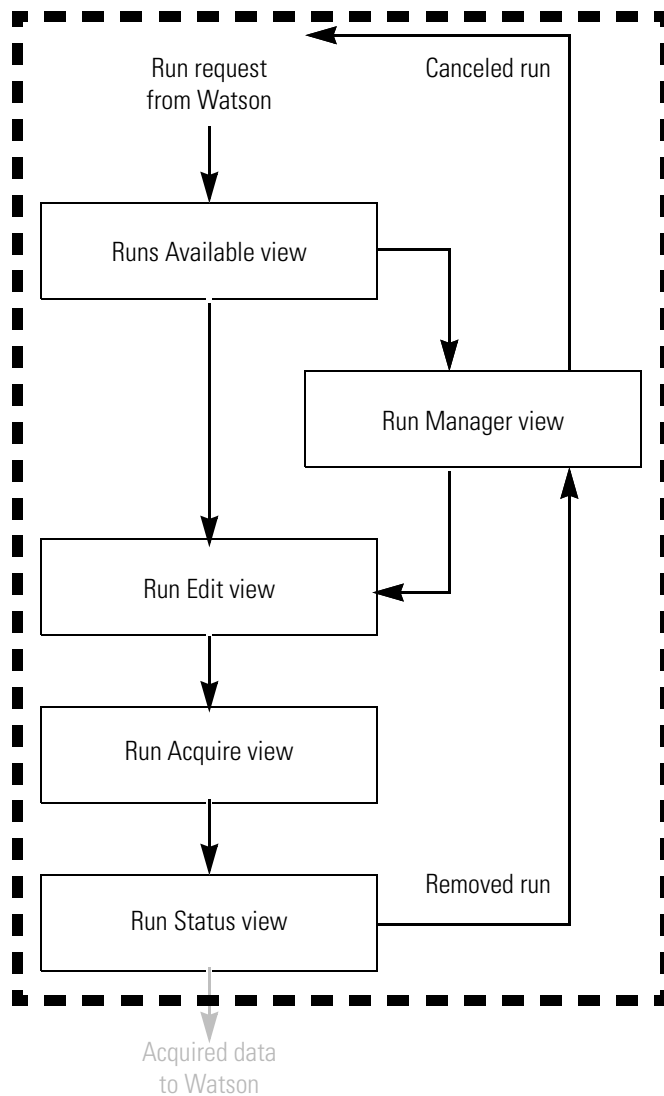 Run request
from Watson
Canceled run
Runs Available view
Run Manager view
Run Edit view
Run Acquire view
Removed run
Run Status view
Acquired data
to Watson